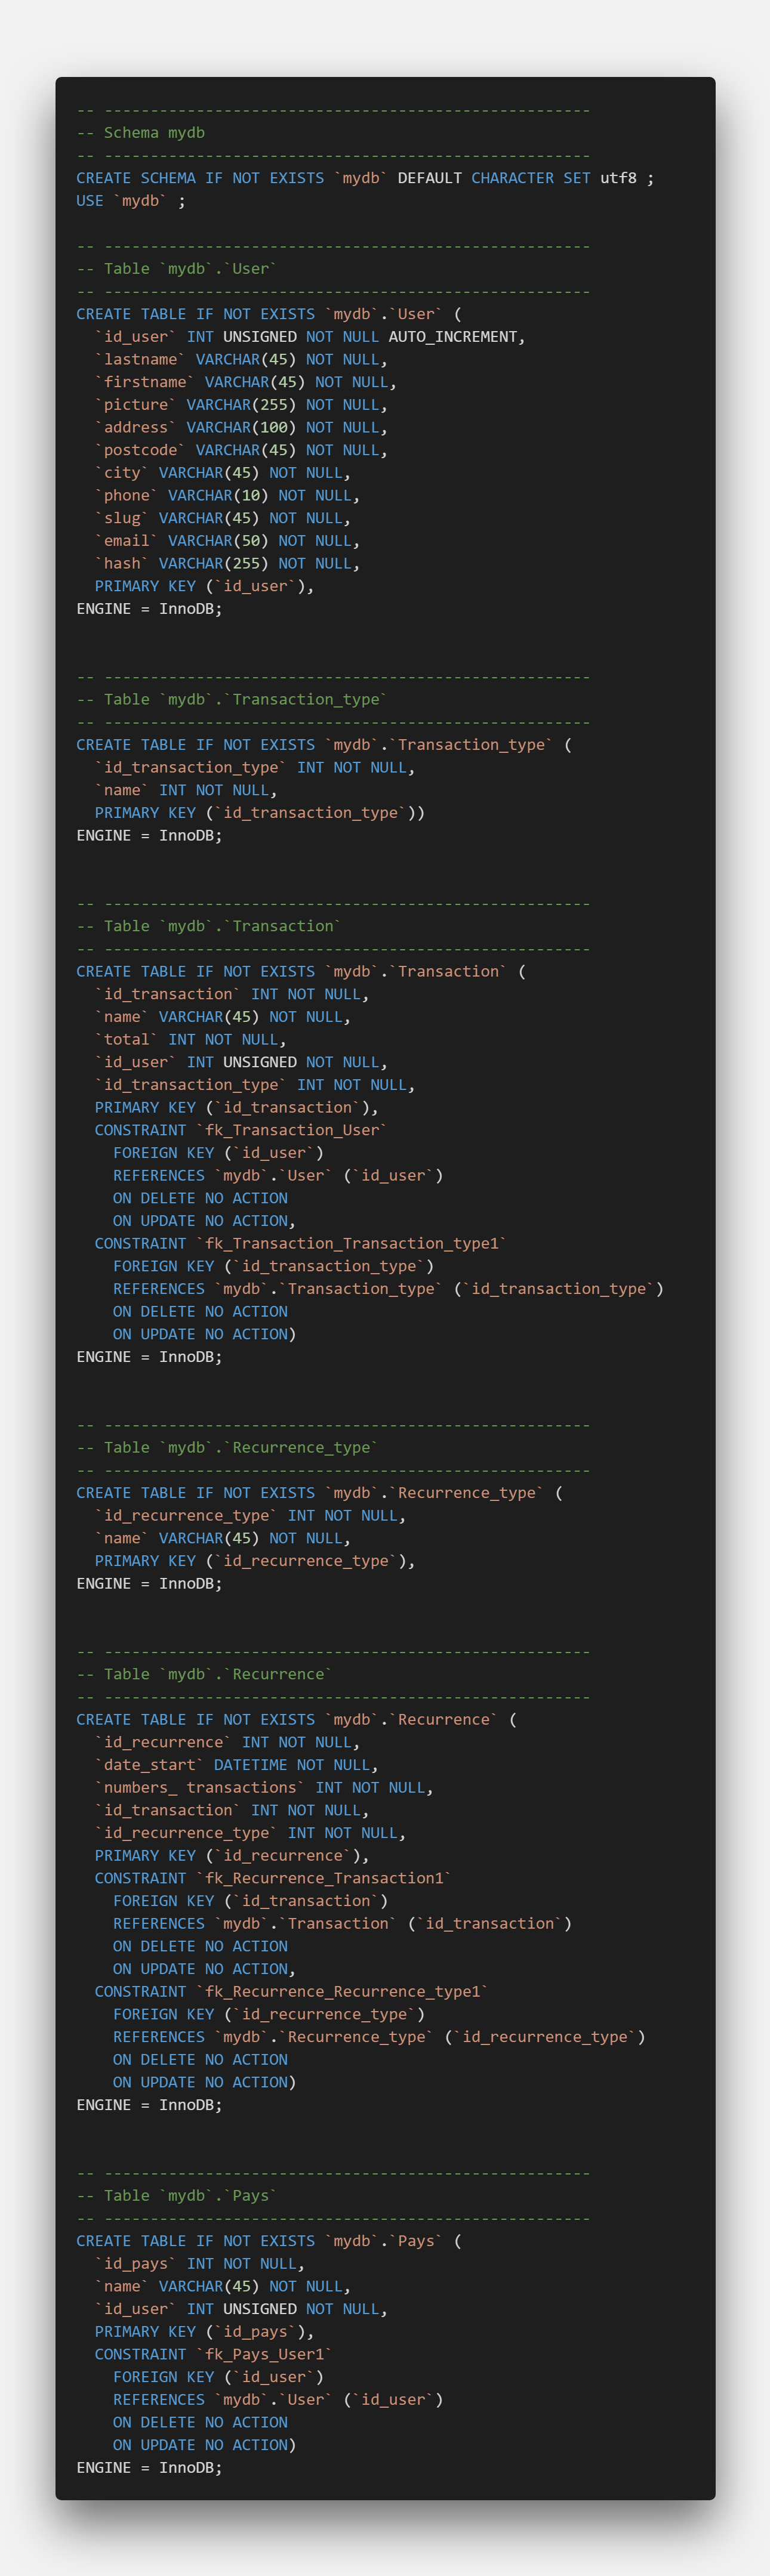 -- -----------------------------------------------------
-- Schema mydb
-- -----------------------------------------------------
CREATE SCHEMA IF NOT EXISTS `mydb` DEFAULT CHARACTER SET utf8 ;
USE `mydb` ;

-- -----------------------------------------------------
-- Table `mydb`.`User`
-- -----------------------------------------------------
CREATE TABLE IF NOT EXISTS `mydb`.`User` (
  `id_user` INT UNSIGNED NOT NULL AUTO_INCREMENT,
  `lastname` VARCHAR(45) NOT NULL,
  `firstname` VARCHAR(45) NOT NULL,
  `picture` VARCHAR(255) NOT NULL,
  `address` VARCHAR(100) NOT NULL,
  `postcode` VARCHAR(45) NOT NULL,
  `city` VARCHAR(45) NOT NULL,
  `phone` VARCHAR(10) NOT NULL,
  `slug` VARCHAR(45) NOT NULL,
  `email` VARCHAR(50) NOT NULL,
  `hash` VARCHAR(255) NOT NULL,
  PRIMARY KEY (`id_user`),
ENGINE = InnoDB;


-- -----------------------------------------------------
-- Table `mydb`.`Transaction_type`
-- -----------------------------------------------------
CREATE TABLE IF NOT EXISTS `mydb`.`Transaction_type` (
  `id_transaction_type` INT NOT NULL,
  `name` INT NOT NULL,
  PRIMARY KEY (`id_transaction_type`))
ENGINE = InnoDB;


-- -----------------------------------------------------
-- Table `mydb`.`Transaction`
-- -----------------------------------------------------
CREATE TABLE IF NOT EXISTS `mydb`.`Transaction` (
  `id_transaction` INT NOT NULL,
  `name` VARCHAR(45) NOT NULL,
  `total` INT NOT NULL,
  `id_user` INT UNSIGNED NOT NULL,
  `id_transaction_type` INT NOT NULL,
  PRIMARY KEY (`id_transaction`),
  CONSTRAINT `fk_Transaction_User`
    FOREIGN KEY (`id_user`)
    REFERENCES `mydb`.`User` (`id_user`)
    ON DELETE NO ACTION
    ON UPDATE NO ACTION,
  CONSTRAINT `fk_Transaction_Transaction_type1`
    FOREIGN KEY (`id_transaction_type`)
    REFERENCES `mydb`.`Transaction_type` (`id_transaction_type`)
    ON DELETE NO ACTION
    ON UPDATE NO ACTION)
ENGINE = InnoDB;


-- -----------------------------------------------------
-- Table `mydb`.`Recurrence_type`
-- -----------------------------------------------------
CREATE TABLE IF NOT EXISTS `mydb`.`Recurrence_type` (
  `id_recurrence_type` INT NOT NULL,
  `name` VARCHAR(45) NOT NULL,
  PRIMARY KEY (`id_recurrence_type`),
ENGINE = InnoDB;


-- -----------------------------------------------------
-- Table `mydb`.`Recurrence`
-- -----------------------------------------------------
CREATE TABLE IF NOT EXISTS `mydb`.`Recurrence` (
  `id_recurrence` INT NOT NULL,
  `date_start` DATETIME NOT NULL,
  `numbers_ transactions` INT NOT NULL,
  `id_transaction` INT NOT NULL,
  `id_recurrence_type` INT NOT NULL,
  PRIMARY KEY (`id_recurrence`),
  CONSTRAINT `fk_Recurrence_Transaction1`
    FOREIGN KEY (`id_transaction`)
    REFERENCES `mydb`.`Transaction` (`id_transaction`)
    ON DELETE NO ACTION
    ON UPDATE NO ACTION,
  CONSTRAINT `fk_Recurrence_Recurrence_type1`
    FOREIGN KEY (`id_recurrence_type`)
    REFERENCES `mydb`.`Recurrence_type` (`id_recurrence_type`)
    ON DELETE NO ACTION
    ON UPDATE NO ACTION)
ENGINE = InnoDB;


-- -----------------------------------------------------
-- Table `mydb`.`Pays`
-- -----------------------------------------------------
CREATE TABLE IF NOT EXISTS `mydb`.`Pays` (
  `id_pays` INT NOT NULL,
  `name` VARCHAR(45) NOT NULL,
  `id_user` INT UNSIGNED NOT NULL,
  PRIMARY KEY (`id_pays`),
  CONSTRAINT `fk_Pays_User1`
    FOREIGN KEY (`id_user`)
    REFERENCES `mydb`.`User` (`id_user`)
    ON DELETE NO ACTION
    ON UPDATE NO ACTION)
ENGINE = InnoDB;